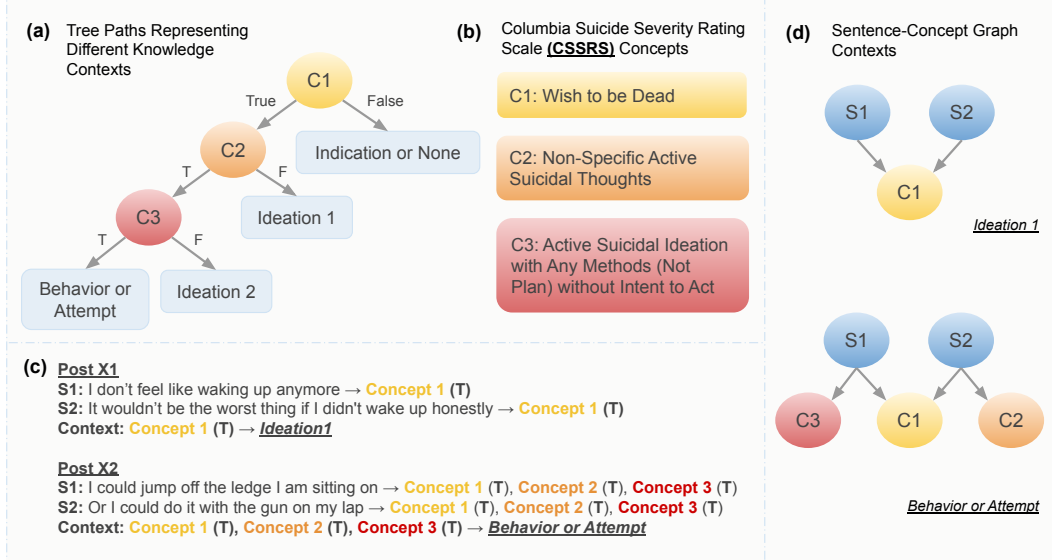 (a) Tree Paths Representing
Different Knowledge
Contexts
C1
True
False
C2
Indication or None
T
F
C3
Ideation 1
T
F
Behavior or
Attempt
Ideation 2
(b) Columbia Suicide Severity Rating
Scale (CSSRS) Concepts
C1: Wish to be Dead
C2: Non-Specific Active
Suicidal Thoughts
C3: Active Suicidal Ideation
with Any Methods (Not
Plan) without Intent to Act
(c) Post X1
S1: I don't feel like waking up anymore → Concept 1 (T)
S2: It wouldn't be the worst thing if I didn't wake up honestly → Concept 1 (T)
Context: Concept 1 (T) → Ideation1
Post X2
S1: I could jump off the ledge I am sitting on → Concept 1 (T), Concept 2 (T), Concept 3 (T)
S2: Or I could do it with the gun on my lap → Concept 1 (T), Concept 2 (T), Concept 3 (T)
Context: Concept 1 (T), Concept 2 (T), Concept 3 (T) → Behavior or Attempt
(d) Sentence-Concept Graph
Contexts
S1
S2
C1
Ideation 1
S1
S2
C3
C1
C2
Behavior or Attempt